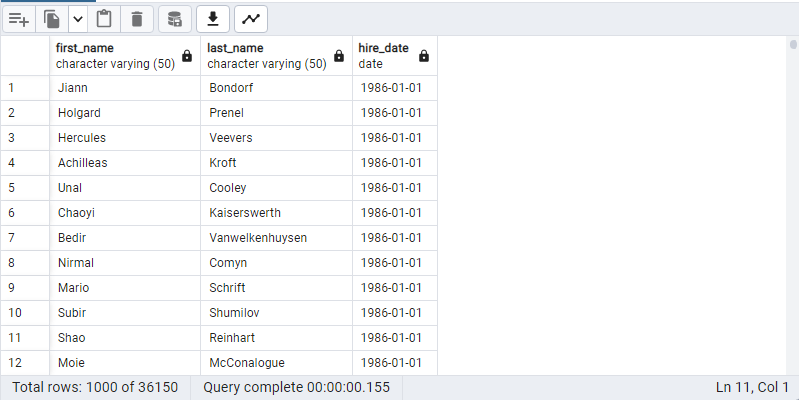 first_name last_name hire_date
character varying (50) character varying (50) date
1 Jiann Bondorf 1986-01-01
2 Holgard Prenel 1986-01-01
3 Hercules Veevers 1986-01-01
4 Achilleas Kroft 1986-01-01
5 Unal Cooley 1986-01-01
6 Chaoyi Kaiserswerth 1986-01-01
7 Bedir Vanwelkenhuysen 1986-01-01
8 Nirmal Comyn 1986-01-01
9 Mario Schrift 1986-01-01
10 Subir Shumilov 1986-01-01
11 Shao Reinhart 1986-01-01
12 Moie McConalogue 1986-01-01
Total rows: 1000 of 36150 Query complete 00:00:00.155 Ln 11, Col 1